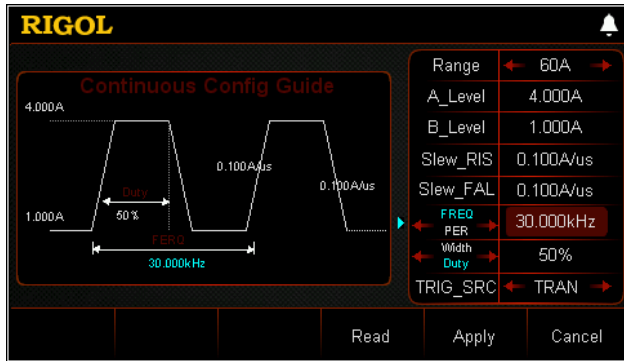 RIGOL
Continuous Config Guide
4.000A
0.100A/us
0.100A/us
Duty
50%
1.000A
FERQ
30.000kHz
Range 60A
A_Level 4.000A
B_Level 1.000A
Slew_RIS 0.100A/us
Slew_FAL 0.100A/us
FREQ
PER
30.000kHz
Width
Duty
50%
TRIG_SRC TRAN
Read Apply Cancel